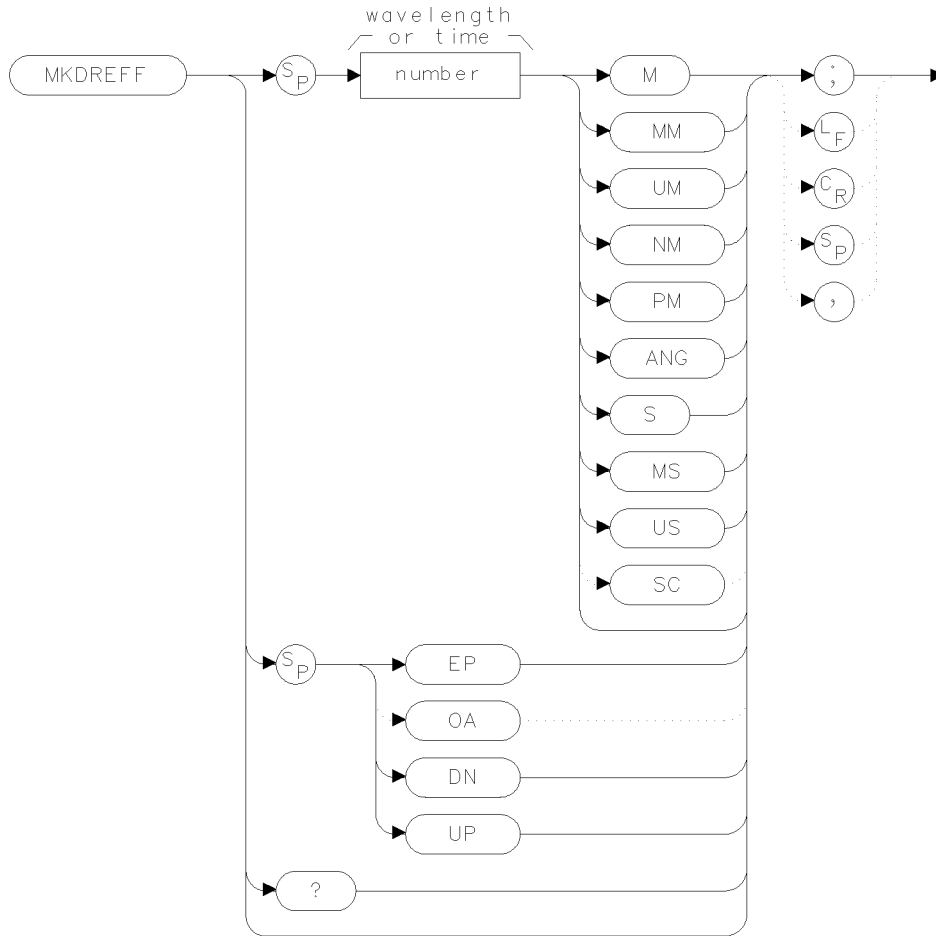 wavelength
or time
MKDREFF SP number M ;
MM LF
UM CR
NM SP
PM ,
ANG
S
MS
US
SC
SP EP
OA
DN
UP
?